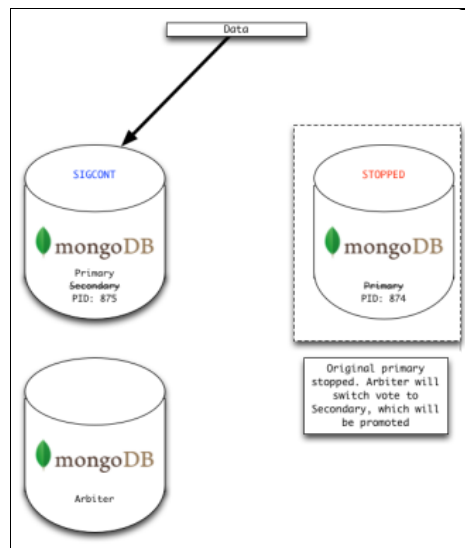 Data
SIGCONT
mongoDB
Primary
Secondary
PID: 875
STOPPED
mongoDB
Primary
PID: 874
Original primary
stopped. Arbiter will
switch vote to
Secondary, which will
be promoted
mongoDB
Arbiter